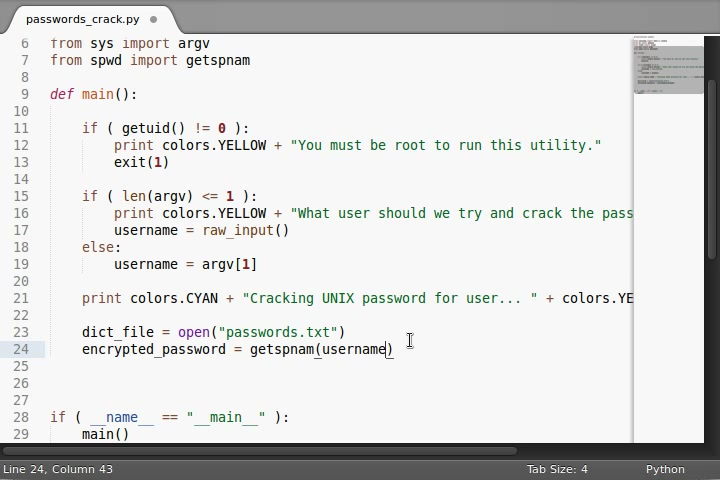 passwords_crack.py
6 from sys import argv
7 from spwd import getspnam
8
9 def main():
10
11 if ( getuid() != 0 ):
12 print colors.YELLOW + "You must be root to run this utility."
13 exit(1)
14
15 if ( len(argv) <= 1 ):
16 print colors.YELLOW + "What user should we try and crack the pass
17 username = raw_input()
18 else:
19 username = argv[1]
20
21 print colors.CYAN + "Cracking UNIX password for user... " + colors.YE
22
23 dict_file = open("passwords.txt")
24 encrypted_password = getspnam(username)
25
26
27
28 if ( __name__ == "__main__" ):
29 main()
Line 24, Column 43 Tab Size: 4 Python